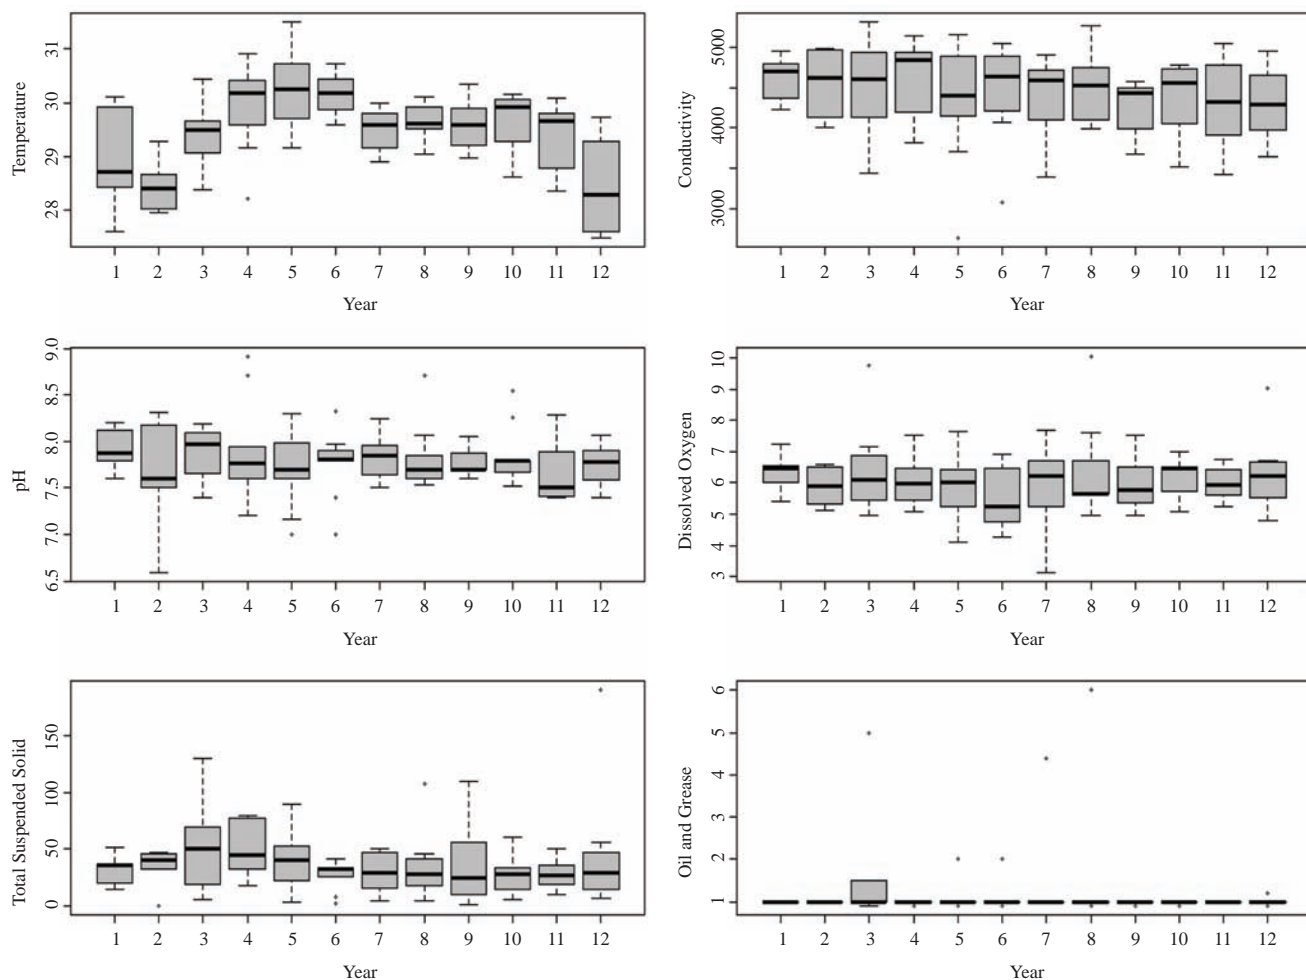 Temperature
31
30
29
28
1 2 3 4 5 6 7 8 9 10 11 12
Year
Conductivity
5000
4000
3000
1 2 3 4 5 6 7 8 9 10 11 12
Year
pH
9.0
8.5
8.0
7.5
7.0
6.5
1 2 3 4 5 6 7 8 9 10 11 12
Year
Dissolved Oxygen
10
9
8
7
6
5
4
3
1 2 3 4 5 6 7 8 9 10 11 12
Year
Total Suspended Solid
150
100
50
0
1 2 3 4 5 6 7 8 9 10 11 12
Year
Oil and Grease
6
5
4
3
2
1
1 2 3 4 5 6 7 8 9 10 11 12
Year